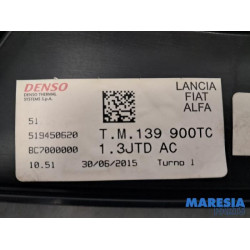 DENSO
DENSO THERMAL
SYSTEMS S.p.A.
LANCIA
FIAT
ALFA
51
519450620
T.M.139 900TC
BC7000000
1.3JTD AC
10.51
30/06/2015
Turno 1
MARESIA